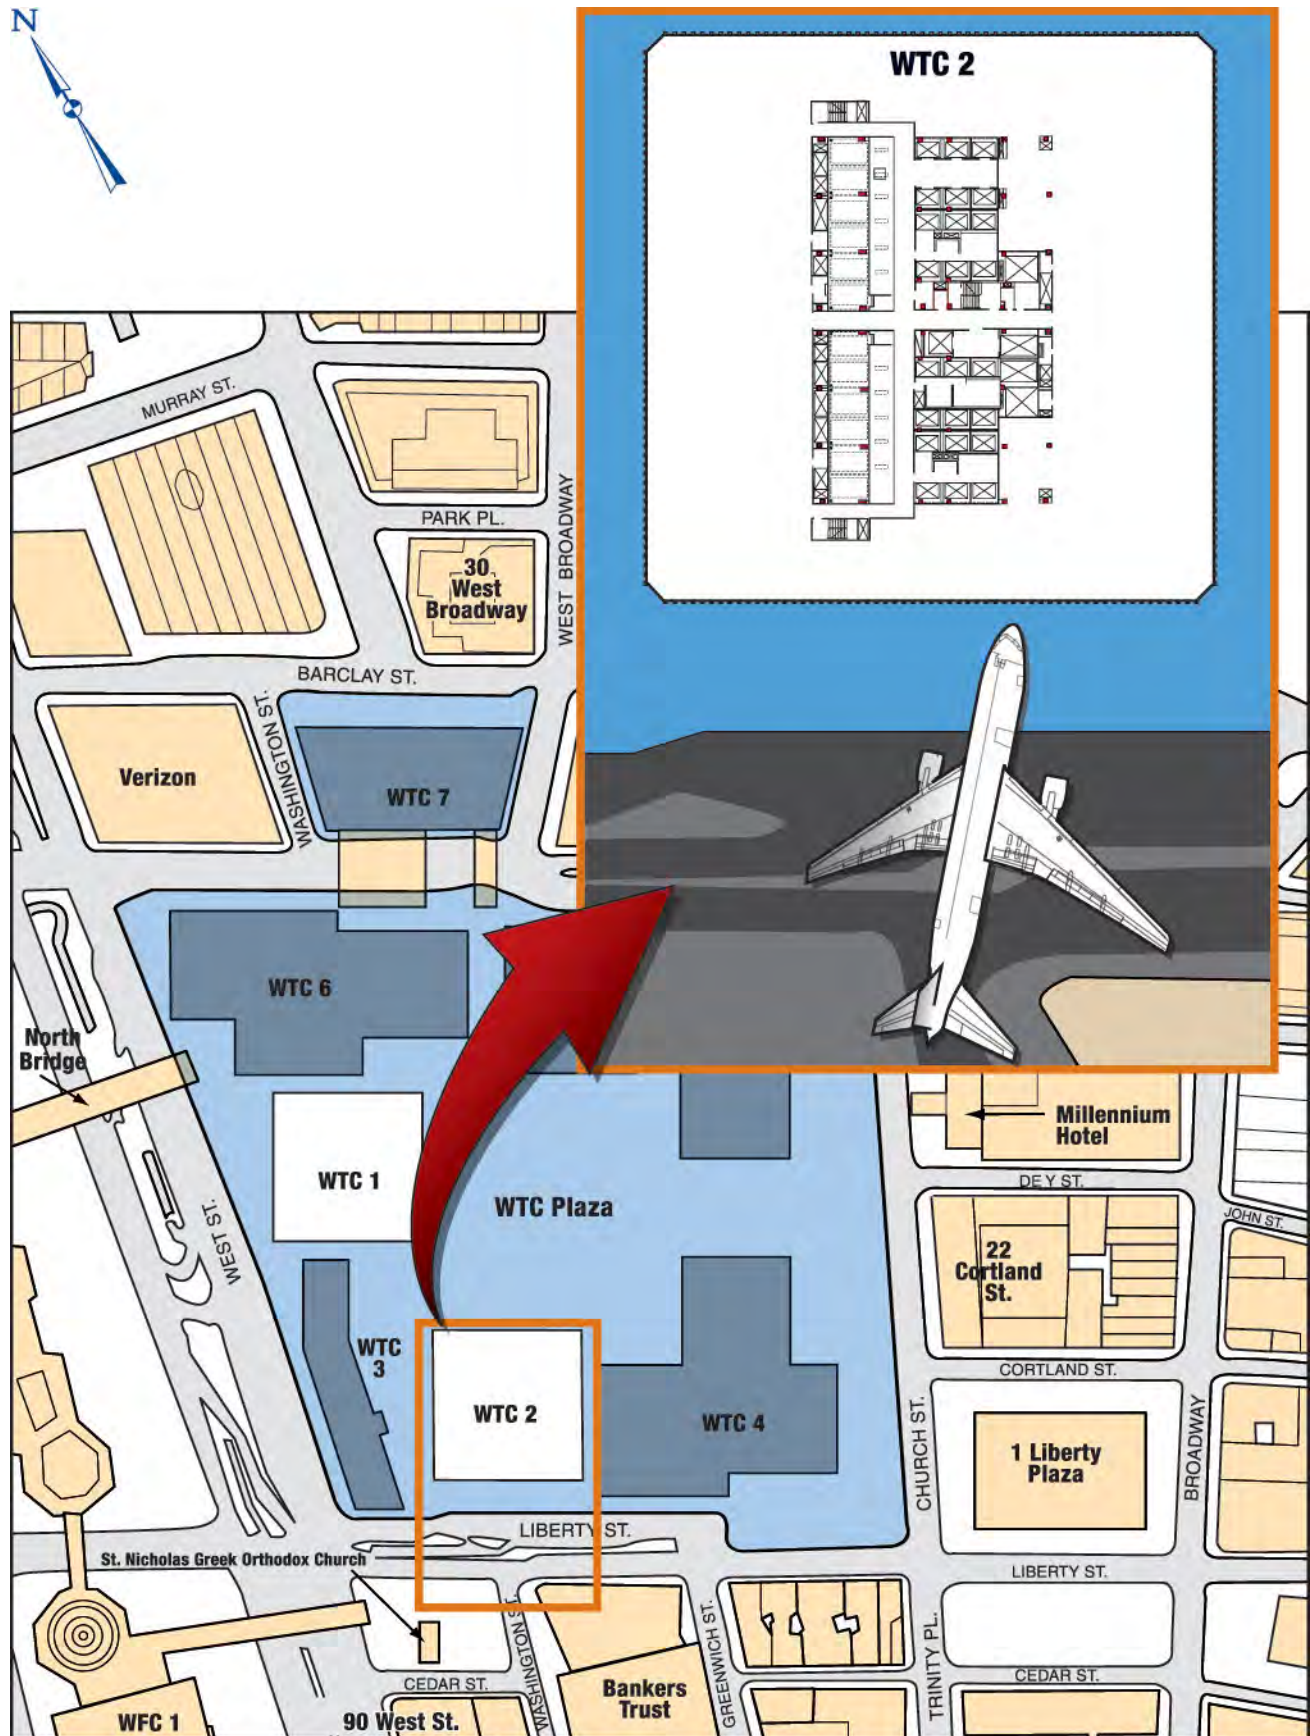 N
WTC 2
MURRAY ST.
PARK PL.
WEST BROADWAY
30
West
Broadway
BARCLAY ST.
WASHINGTON ST.
Verizon
WTC 7
WTC 6
North
Bridge
WTC 1
WTC Plaza
WEST ST.
Millennium
Hotel
DEY ST.
JOHN ST.
22
Cortland
St.
WTC
3
WTC 2
WTC 4
CORTLAND ST.
CHURCH ST.
BROADWAY
1 Liberty
Plaza
LIBERTY ST.
St. Nicholas Greek Orthodox Church
LIBERTY ST.
WASHINGTON ST.
GREENWICH ST.
TRINITY PL.
CEDAR ST.
CEDAR ST.
Bankers
Trust
WFC 1
90 West St.